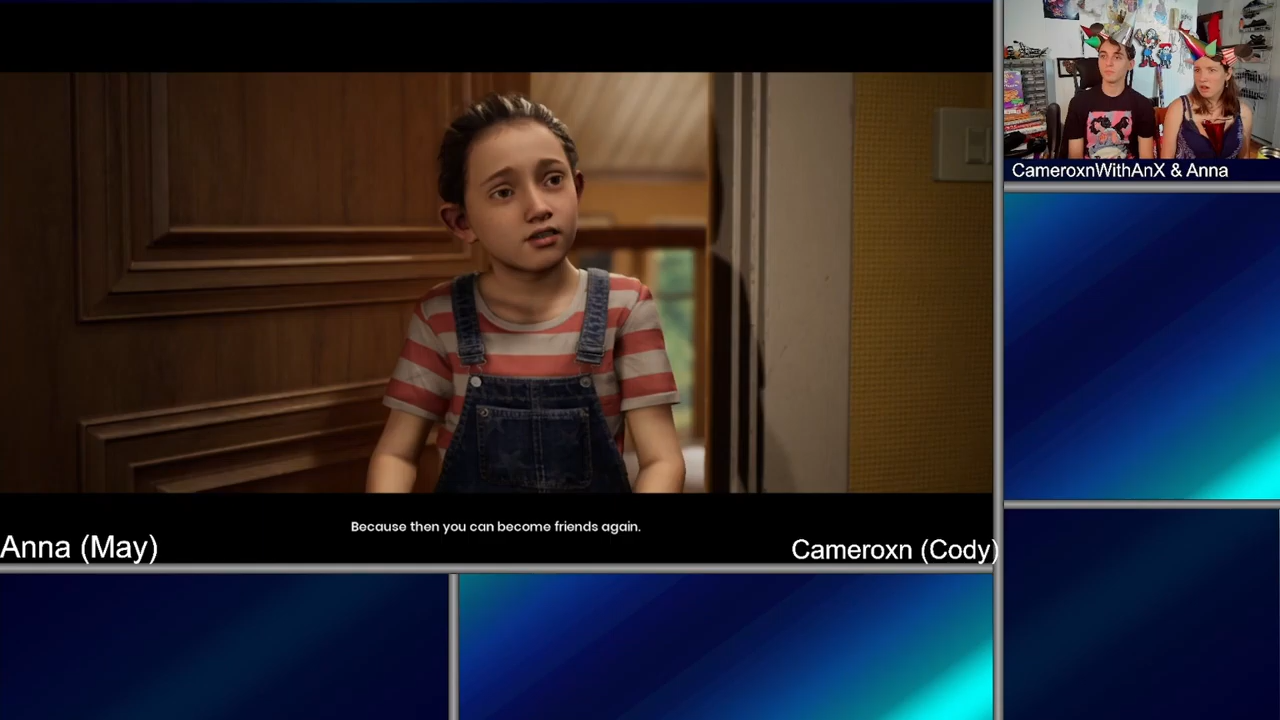 CameroxnWithAnX & Anna
Because then you can become friends again.
Anna (May)
Cameroxn (Cody)